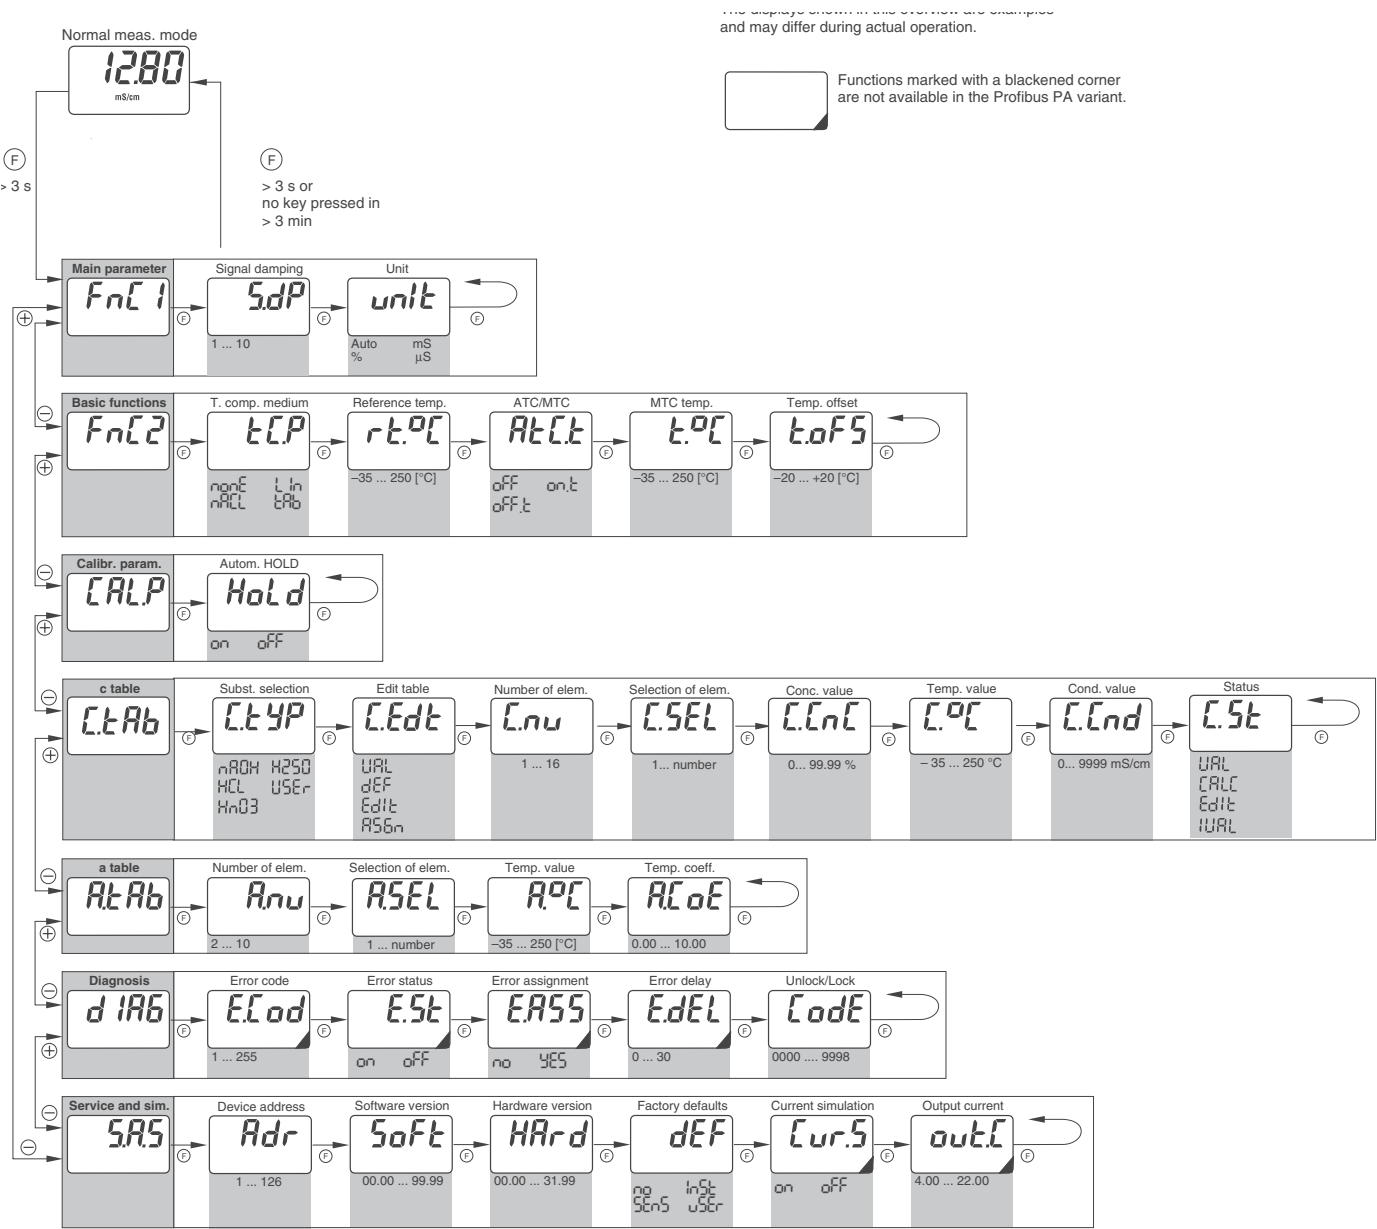 and may differ during actual operation.
Normal meas. mode
12.80
mS/cm
Functions marked with a blackened corner
are not available in the Profibus PA variant.
F
> 3 s
F
> 3 s or
no key pressed in
> 3 min
Main parameter Signal damping Unit
FnC1 S.dP unIt
F F F
1 ... 10 Auto mS
% µS
Basic functions T. comp. medium Reference temp. ATC/MTC MTC temp. Temp. offset
FnC2 tC.P rt.°C AtC.t t.°C t.oFS
F F F F F F
nonE LIn –35 ... 250 [°C] oFF on.t –35 ... 250 [°C] –20 ... +20 [°C]
nACL tAb oFF.t
Calibr. param. Autom. HOLD
CAL.P HoLd
F F
on oFF
c table Subst. selection Edit table Number of elem. Selection of elem. Conc. value Temp. value Cond. value Status
C.tAb C.tYP C.Edt C.nu C.SEL C.CnC C.°C C.Cnd C.St
F F F F F F F F F
nAOH H2SO VAL 1 ... 16 1... number 0... 99.99 % – 35 ... 250 °C 0... 9999 mS/cm VAL
HCL USEr dEF CALC
HnO3 EdIt EdIt
ASGn IVAL
a table Number of elem. Selection of elem. Temp. value Temp. coeff.
A.tAb A.nu A.SEL A.°C A.CoE
F F F F F
2 ... 10 1 ... number –35 ... 250 [°C] 0.00 ... 10.00
Diagnosis Error code Error status Error assignment Error delay Unlock/Lock
dIAG E.Cod E.St E.ASS E.dEL CodE
F F F F F F
1 ... 255 on oFF no YES 0 ... 30 0000 .... 9998
Service and sim. Device address Software version Hardware version Factory defaults Current simulation Output current
S.A.S Adr SoFt HArd dEF Cur.S out.C
F F F F F F F
1 ... 126 00.00 ... 99.99 00.00 ... 31.99 no InSt on oFF 4.00 ... 22.00
SEnS uSEr